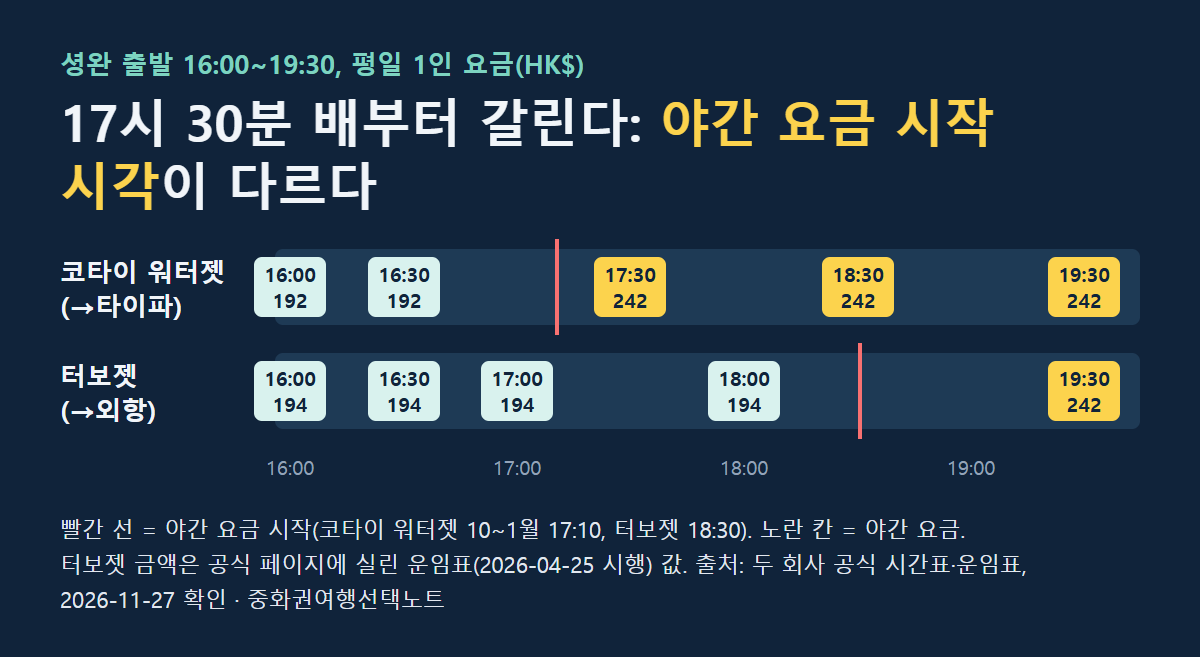 셩완 출발 16:00~19:30, 평일 1인 요금(HK$)
17시 30분 배부터 갈린다: 야간 요금 시작
시각이 다르다
코타이 워터젯
(→타이파)
16:00
192
16:30
192
17:30
242
18:30
242
19:30
242
터보젯
(→외항)
16:00
194
16:30
194
17:00
194
18:00
194
19:30
242
16:00
17:00
18:00
19:00
빨간 선 = 야간 요금 시작(코타이 워터젯 10~1월 17:10, 터보젯 18:30). 노란 칸 = 야간 요금.
터보젯 금액은 공식 페이지에 실린 운임표(2026-04-25 시행) 값. 출처: 두 회사 공식 시간표·운임표,
2026-11-27 확인 · 중화권여행선택노트